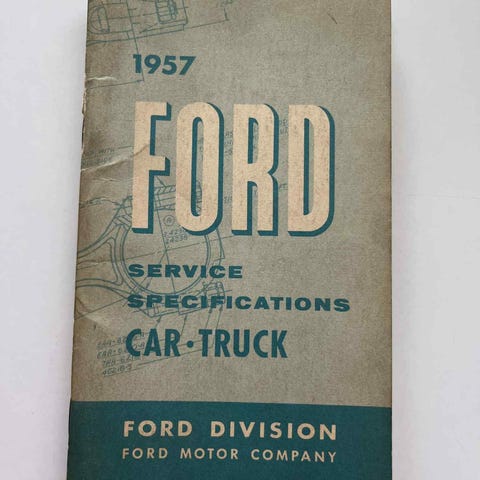 1957
FORD
SERVICE
SPECIFICATIONS
CAR · TRUCK
FORD DIVISION
FORD MOTOR COMPANY